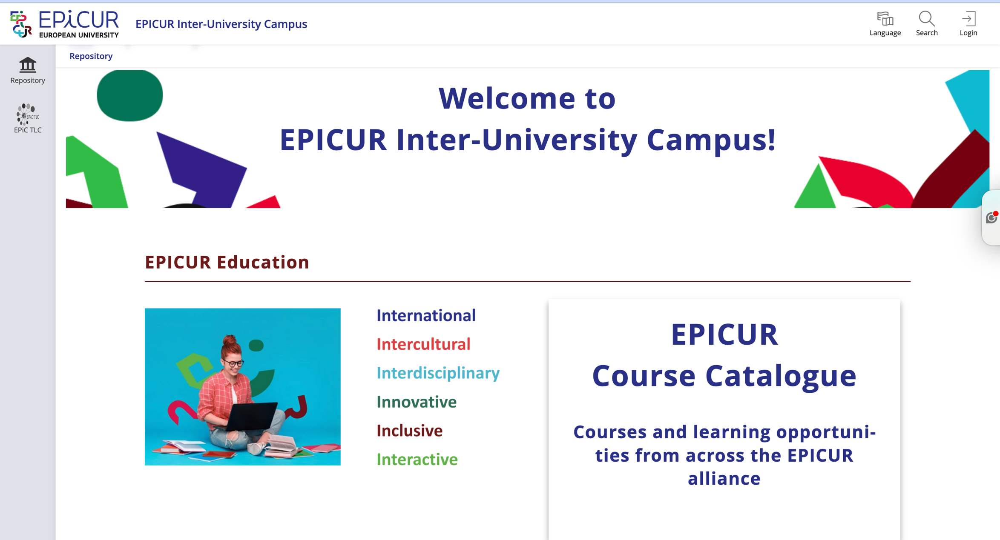 EPiCUR
EUROPEAN UNIVERSITY
EPICUR Inter-University Campus
Language
Search
Login
Repository
Repository
EPiC TLC
EPiC TLC
Welcome to
EPICUR Inter-University Campus!
EPICUR Education
International
Intercultural
Interdisciplinary
Innovative
Inclusive
Interactive
EPICUR
Course Catalogue
Courses and learning opportuni-
ties from across the EPICUR
alliance